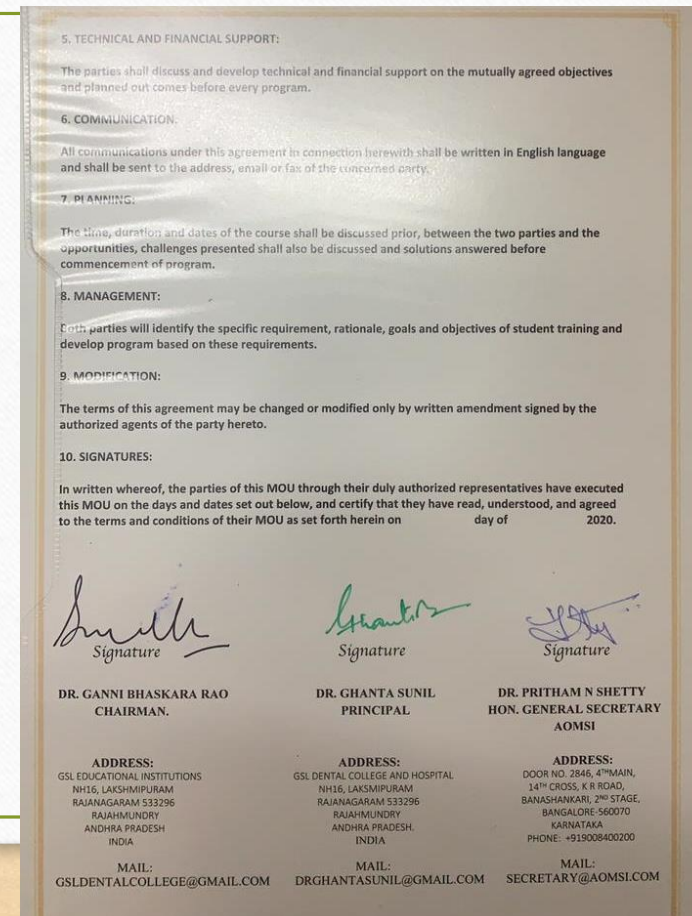 5. TECHNICAL AND FINANCIAL SUPPORT:
The parties shall discuss and develop technical and financial support on the mutually agreed objectives
and planned out comes before every program.
6. COMMUNICATION:
All communications under this agreement in connection herewith shall be written in English language
and shall be sent to the address, email or fax of the concerned party.
7. PLANNING:
The time, duration and dates of the course shall be discussed prior, between the two parties and the
opportunities, challenges presented shall also be discussed and solutions answered before
commencement of program.
8. MANAGEMENT:
Both parties will identify the specific requirement, rationale, goals and objectives of student training and
develop program based on these requirements.
9. MODIFICATION:
The terms of this agreement may be changed or modified only by written amendment signed by the
authorized agents of the party hereto.
10. SIGNATURES:
In written whereof, the parties of this MOU through their duly authorized representatives have executed
this MOU on the days and dates set out below, and certify that they have read, understood, and agreed
to the terms and conditions of their MOU as set forth herein on day of 2020.
Signature
DR. GANNI BHASKARA RAO
CHAIRMAN.
ADDRESS:
GSL EDUCATIONAL INSTITUTIONS
NH16, LAKSHMIPURAM
RAJANAGARAM 533296
RAJAHMUNDRY
ANDHRA PRADESH
INDIA
MAIL:
GSLDENTALCOLLEGE@GMAIL.COM
Signature
DR. GHANTA SUNIL
PRINCIPAL
ADDRESS:
GSL DENTAL COLLEGE AND HOSPITAL
NH16, LAKSMIPURAM
RAJANAGARAM 533296
RAJAHMUNDRY
ANDHRA PRADESH.
INDIA
MAIL:
DRGHANTASUNIL@GMAIL.COM
Signature
DR. PRITHAM N SHETTY
HON. GENERAL SECRETARY
AOMSI
ADDRESS:
DOOR NO. 2846, 4TH MAIN,
14TH CROSS, K R ROAD,
BANASHANKARI, 2ND STAGE,
BANGALORE-560070
KARNATAKA
PHONE: +919008400200
MAIL:
SECRETARY@AOMSI.COM